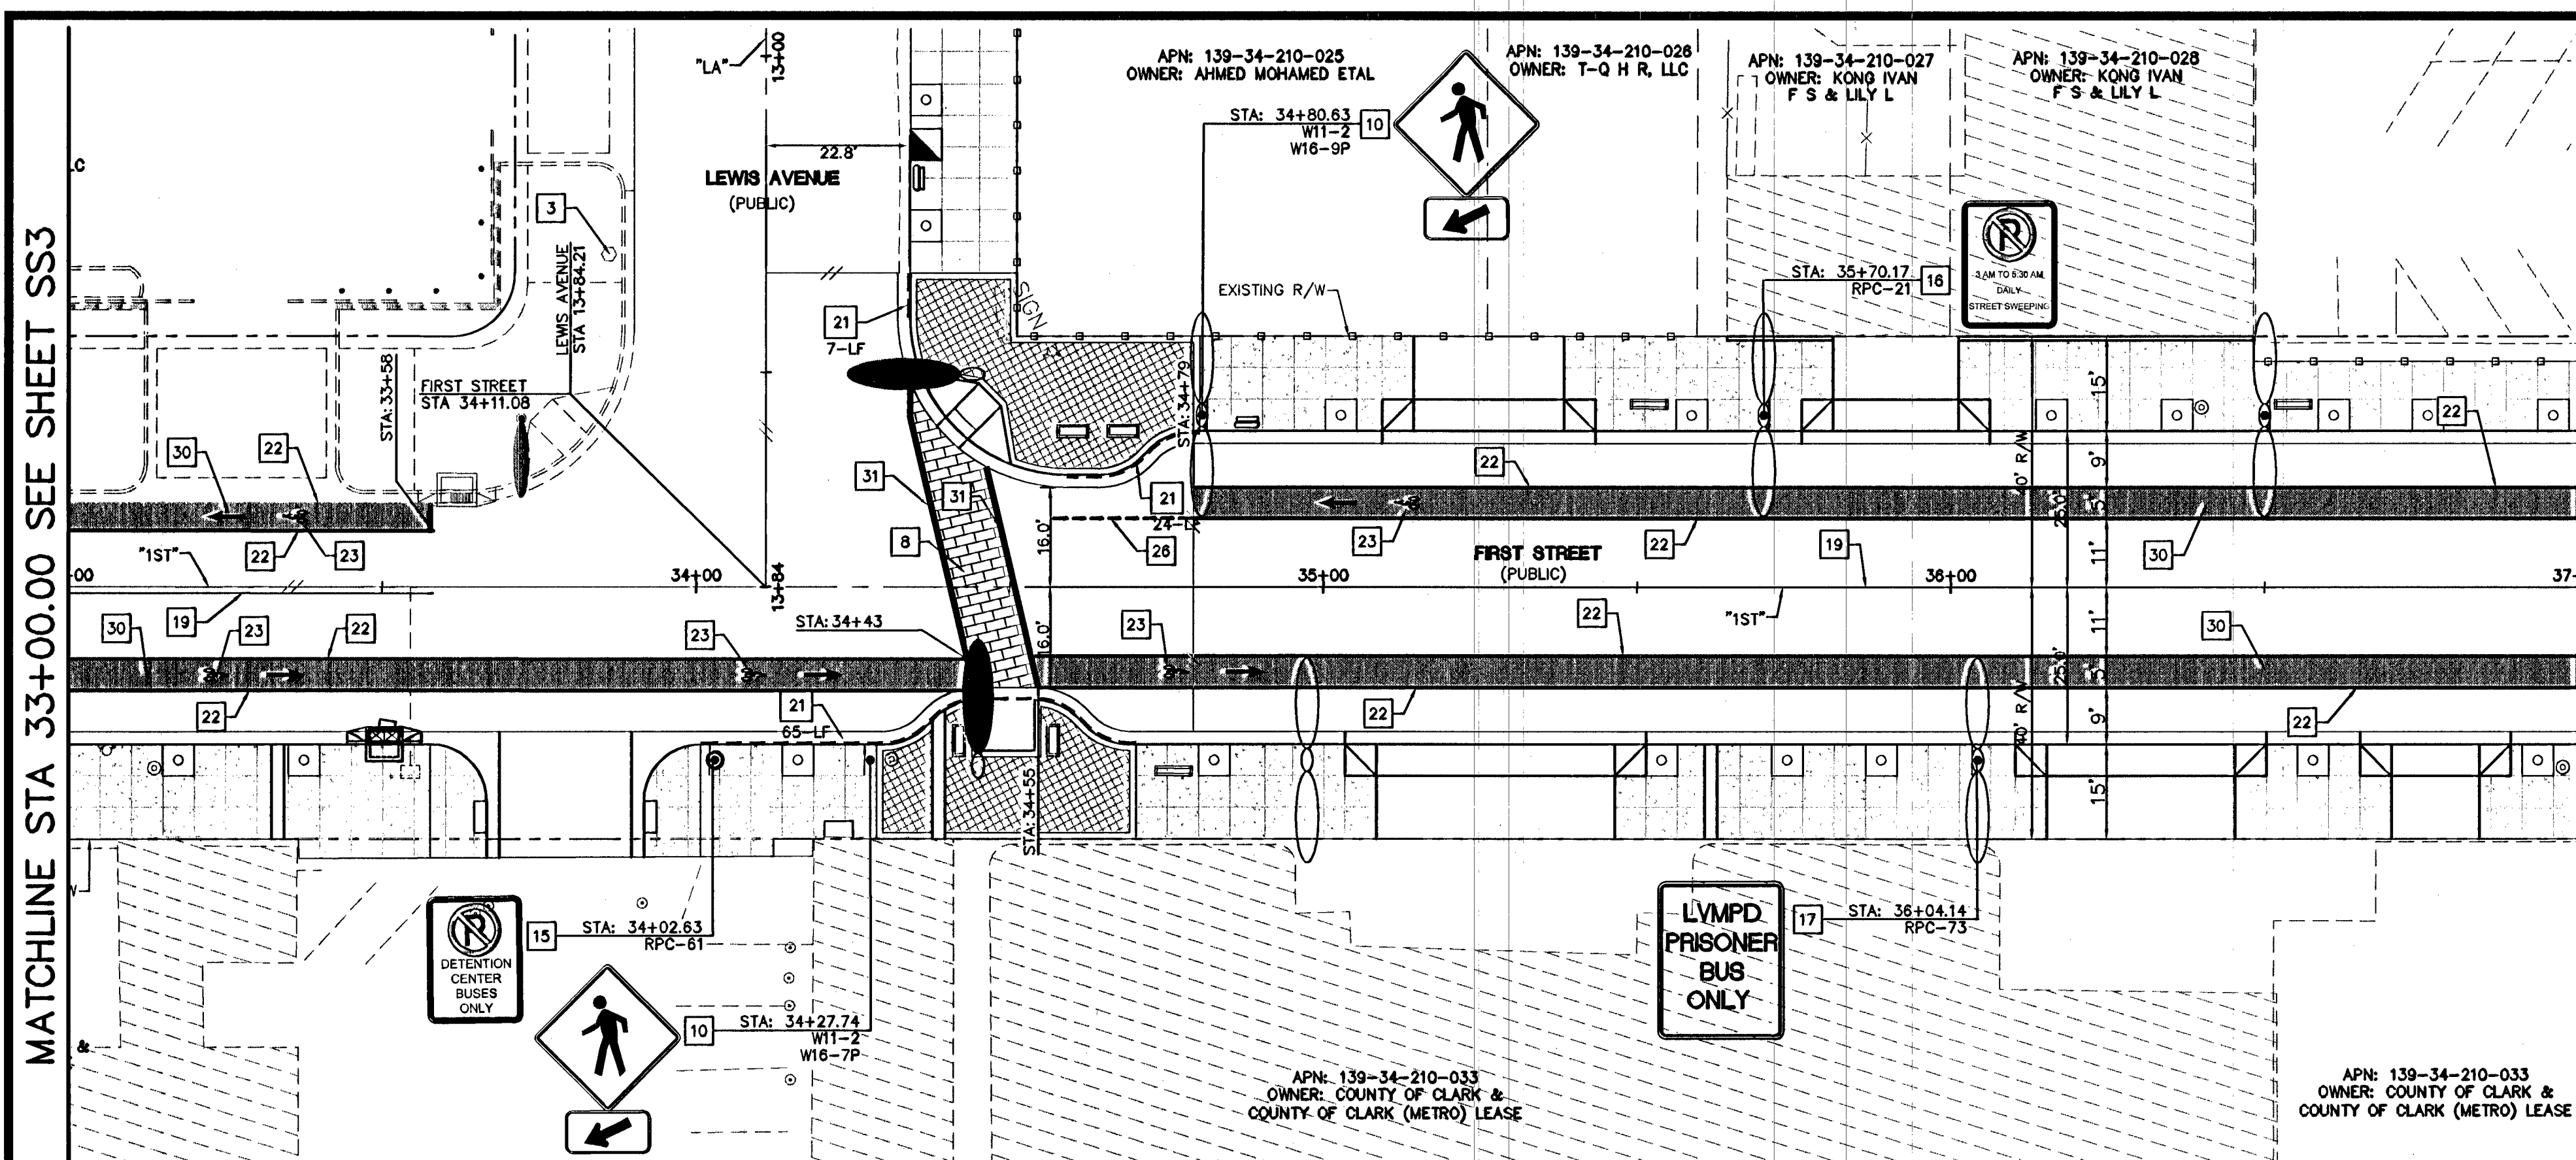 MATCHLINE STA 33+00.00 SEE SHEET SS3
"LA"
13+00
22.8'
LEWIS AVENUE
(PUBLIC)
3
LEWIS AVENUE
STA 13+84.21
FIRST STREET
STA 34+11.08
STA: 33+58
APN: 139-34-210-025
OWNER: AHMED MOHAMED ETAL
APN: 139-34-210-026
OWNER: T-Q H R, LLC
APN: 139-34-210-027
OWNER: KONG IVAN
F S & LILY L
APN: 139-34-210-028
OWNER: KONG IVAN
F S & LILY L
STA: 34+80.63
W11-2
W16-9P
10
EXISTING R/W
SIGN
STA: 35+70.17
RPC-21
16
P
3 AM TO 5:30 AM
DAILY
STREET SWEEPING
21
7-LF
STA: 34+79
30
22
31
31
21
24-LF
22
22
15'
40' R/W
9'
25.0'
5'
11'
22
23
8
16.0'
26
23
22
19
30
FIRST STREET
(PUBLIC)
"1ST"
00
34+00
13+84
35+00
36+00
37
30
19
23
22
23
STA: 34+43
16.0'
23
22
"1ST"
30
11'
25.0'
5'
9'
40' R/W
15'
22
21
65-LF
22
22
STA: 34+55
P
DETENTION
CENTER
BUSES
ONLY
15
STA: 34+02.63
RPC-61
10
STA: 34+27.74
W11-2
W16-7P
LVMPD
PRISONER
BUS
ONLY
17
STA: 36+04.14
RPC-73
&
APN: 139-34-210-033
OWNER: COUNTY OF CLARK &
COUNTY OF CLARK (METRO) LEASE
APN: 139-34-210-033
OWNER: COUNTY OF CLARK &
COUNTY OF CLARK (METRO) LEASE